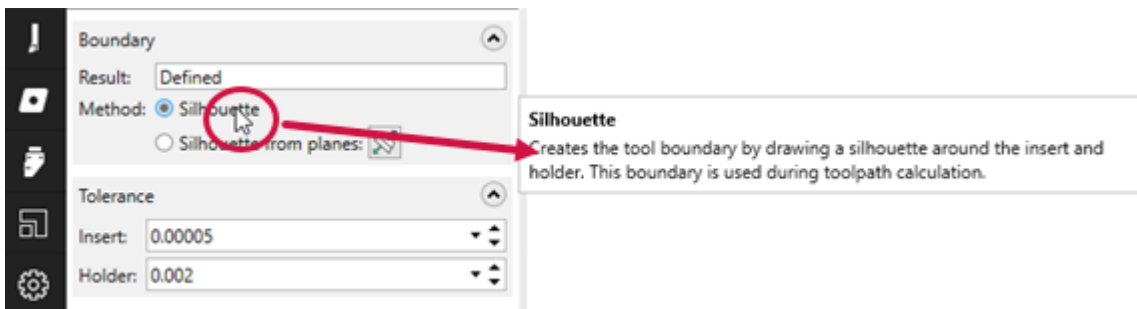 Boundary
Result: Defined
Method: Silhouette
Silhouette from planes:
Tolerance
Insert: 0.00005
Holder: 0.002
Silhouette
Creates the tool boundary by drawing a silhouette around the insert and
holder. This boundary is used during toolpath calculation.